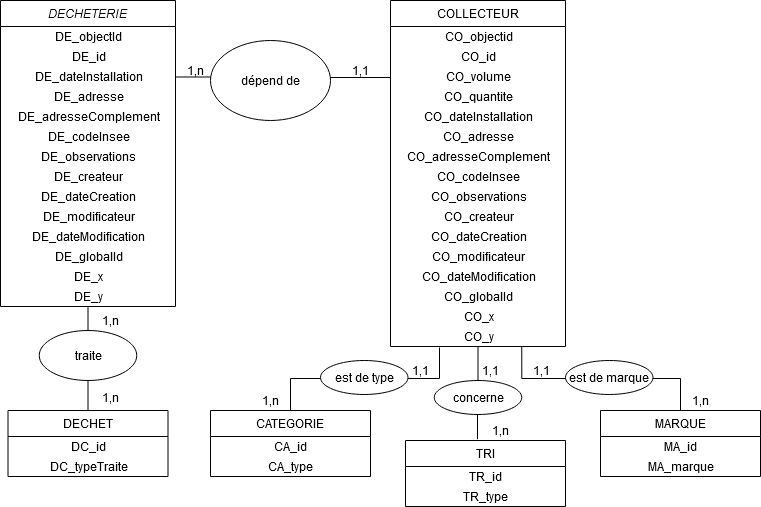 DECHETERIE
DE_objectId
DE_id
DE_dateInstallation
DE_adresse
DE_adresseComplement
DE_codeInsee
DE_observations
DE_createur
DE_dateCreation
DE_modificateur
DE_dateModification
DE_globalId
DE_x
DE_y
1,n
dépend de
1,1
COLLECTEUR
CO_objectid
CO_id
CO_volume
CO_quantite
CO_dateInstallation
CO_adresse
CO_adresseComplement
CO_codeInsee
CO_observations
CO_createur
CO_dateCreation
CO_modificateur
CO_dateModification
CO_globalId
CO_x
CO_y
1,n
traite
1,n
DECHET
DC_id
DC_typeTraite
1,1
est de type
1,n
CATEGORIE
CA_id
CA_type
1,1
concerne
1,n
TRI
TR_id
TR_type
1,1
est de marque
1,n
MARQUE
MA_id
MA_marque